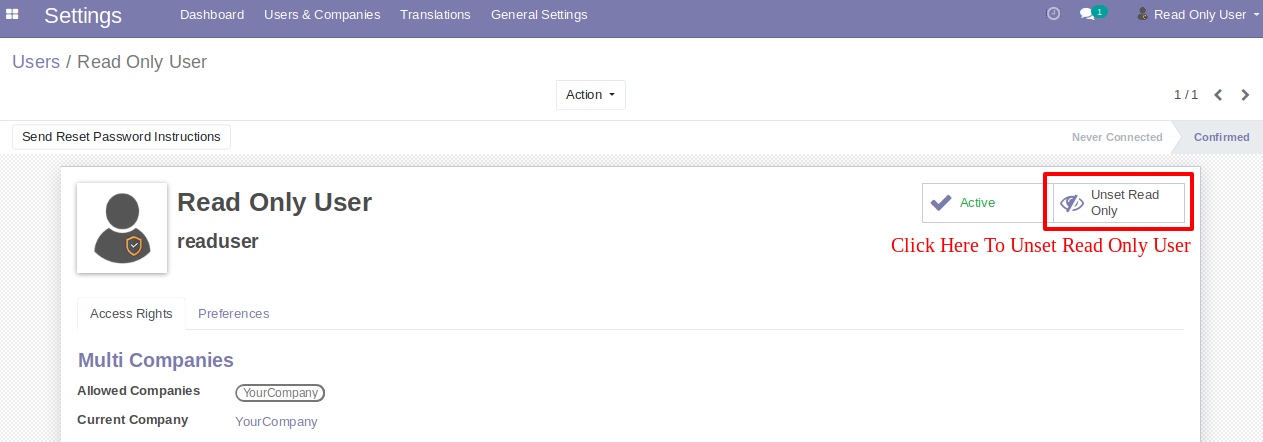 Settings Dashboard Users & Companies Translations General Settings 1 Read Only User
Users / Read Only User
Action 1 / 1
Send Reset Password Instructions Never Connected Confirmed
Read Only User
readuser
Active
Unset Read
Only
Click Here To Unset Read Only User
Access Rights Preferences
Multi Companies
Allowed Companies YourCompany
Current Company YourCompany